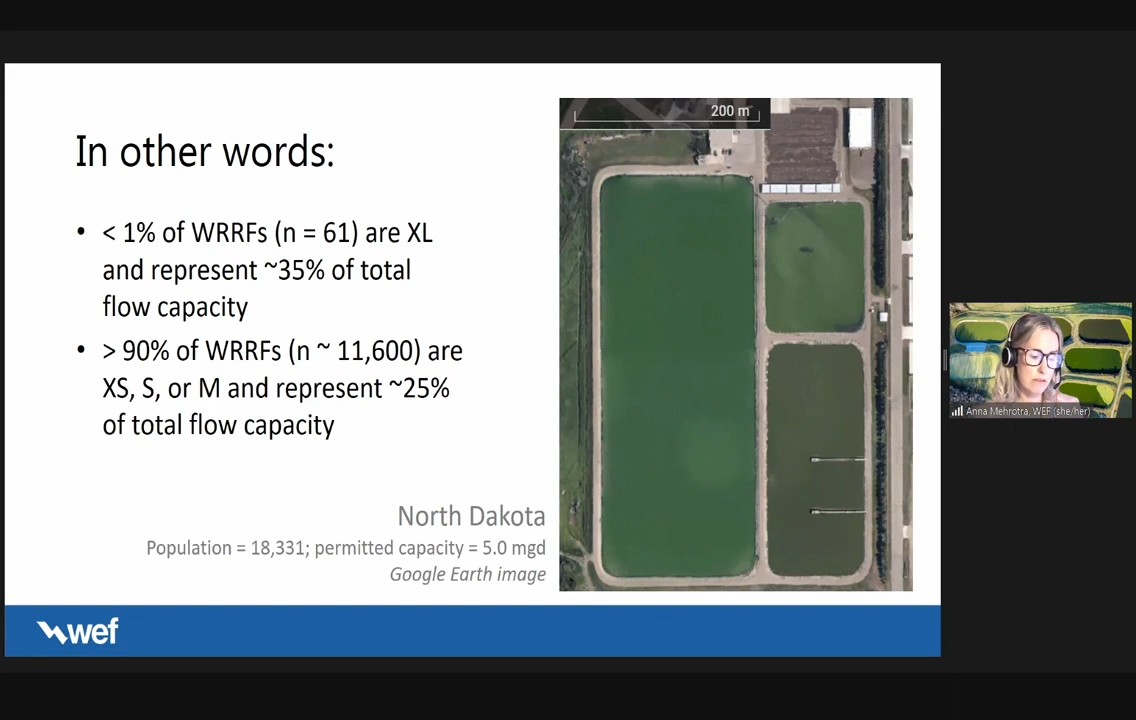 In other words:
• < 1% of WRRFs (n = 61) are XL
and represent ~35% of total
flow capacity
• > 90% of WRRFs (n ~ 11,600) are
XS, S, or M and represent ~25%
of total flow capacity
North Dakota
Population = 18,331; permitted capacity = 5.0 mgd
Google Earth image
200 m
wef
Anna Mehrotra, WEF (she/her)